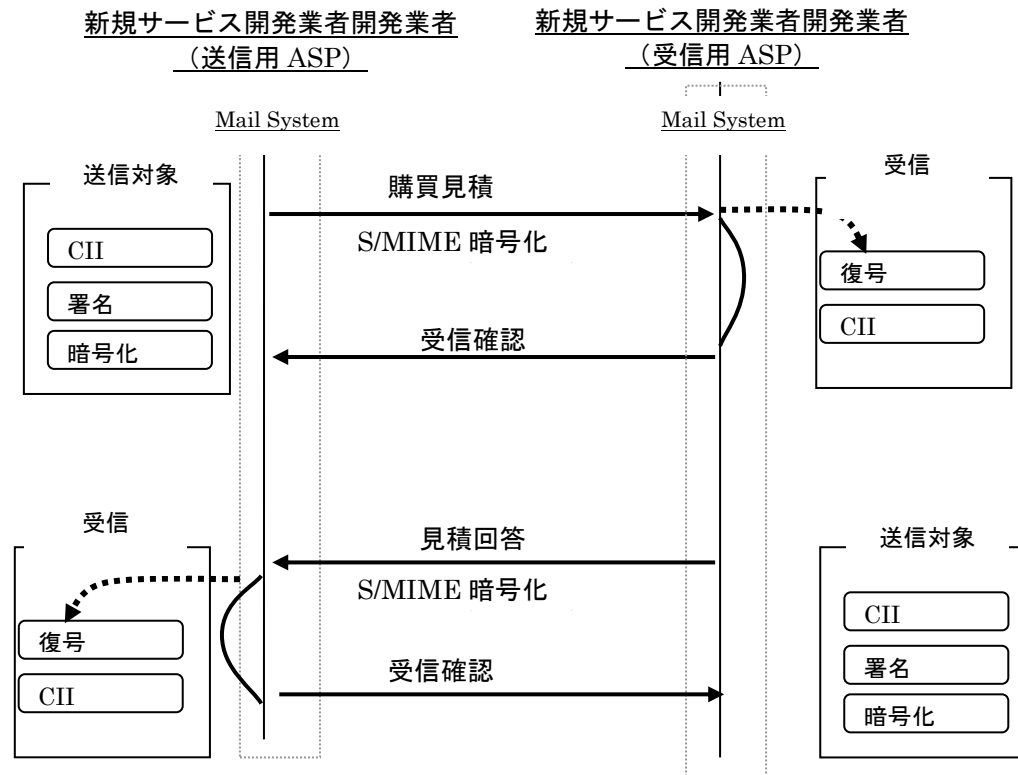 新規サービス開発業者開発業者
（送信用 ASP）
新規サービス開発業者開発業者
（受信用 ASP）
Mail System
Mail System
送信対象
CII
署名
暗号化
購買見積
S/MIME 暗号化
受信確認
受信
復号
CII
受信
復号
CII
見積回答
S/MIME 暗号化
受信確認
送信対象
CII
署名
暗号化